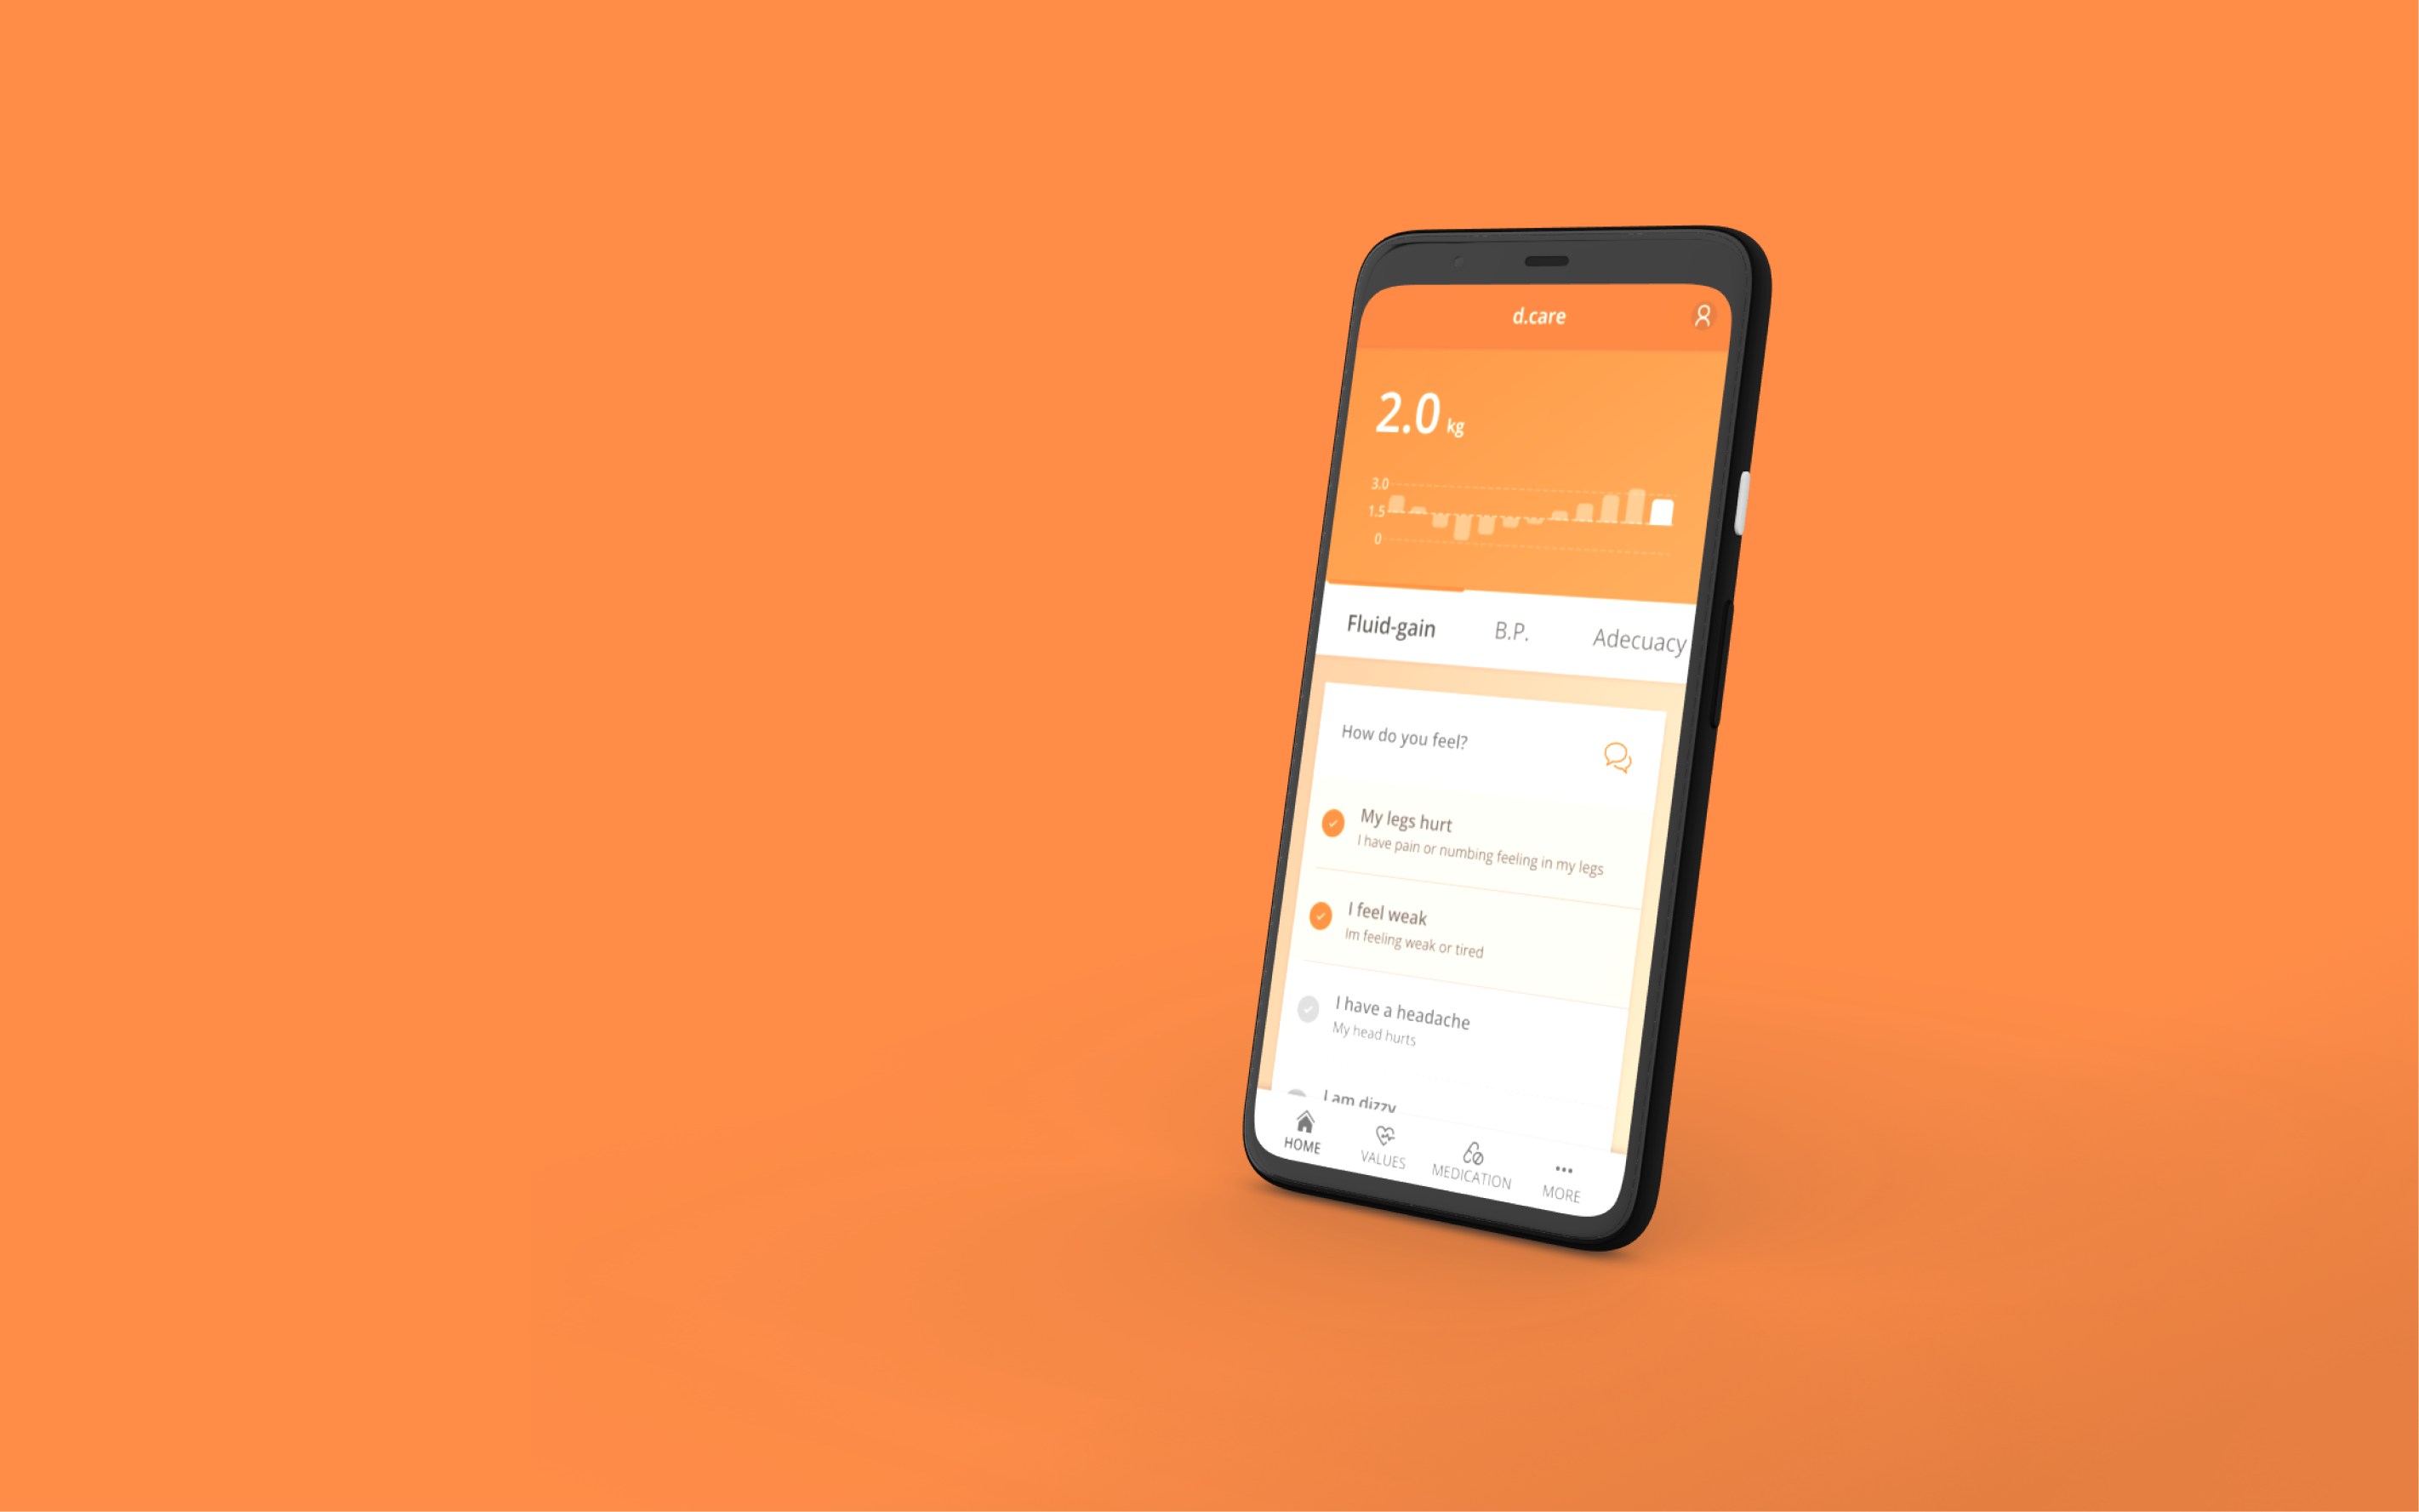 d.care
2.0 kg
3.0
1.5
0
Fluid-gain B.P. Adecuacy
How do you feel?
My legs hurt
I have pain or numbing feeling in my legs
I feel weak
Im feeling weak or tired
I have a headache
My head hurts
I am dizzy
HOME VALUES MEDICATION MORE